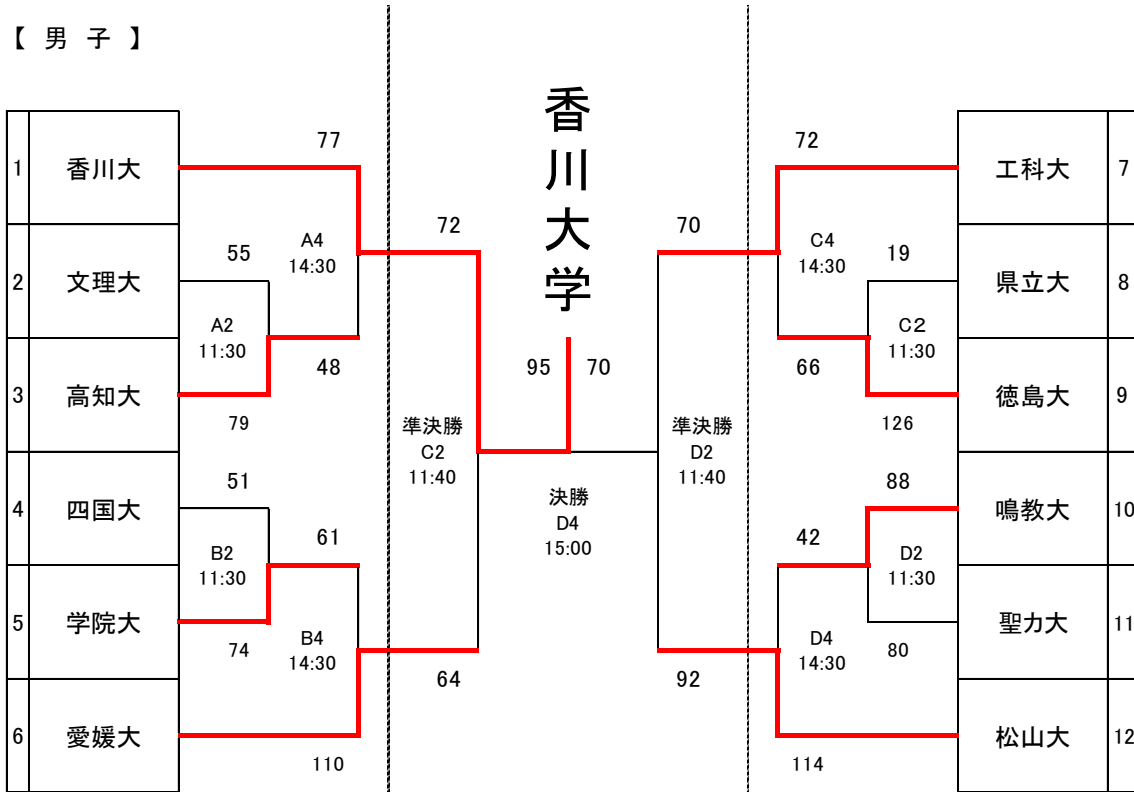 【 男 子 】
香川大学
1 香川大
2 文理大
3 高知大
4 四国大
5 学院大
6 愛媛大
77
55
A4
14:30
A2
11:30
48
79
51
61
B2
11:30
74
B4
14:30
110
72
準決勝
C2
11:40
64
95 70
決勝
D4
15:00
70
準決勝
D2
11:40
92
72
C4
14:30
19
C2
11:30
66
126
88
42
D2
11:30
D4
14:30
80
114
工科大 7
県立大 8
徳島大 9
鳴教大 10
聖カ大 11
松山大 12